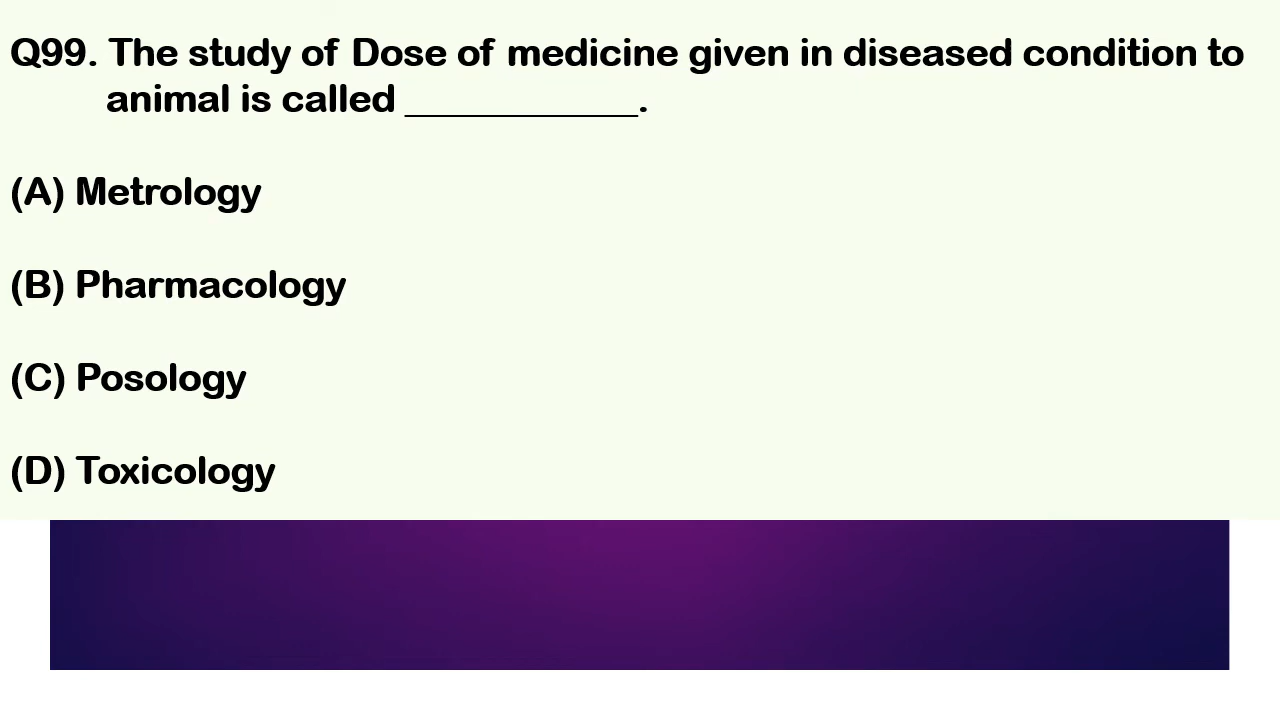 Q99. The study of Dose of medicine given in diseased condition to
animal is called ___________.
(A) Metrology
(B) Pharmacology
(C) Posology
(D) Toxicology